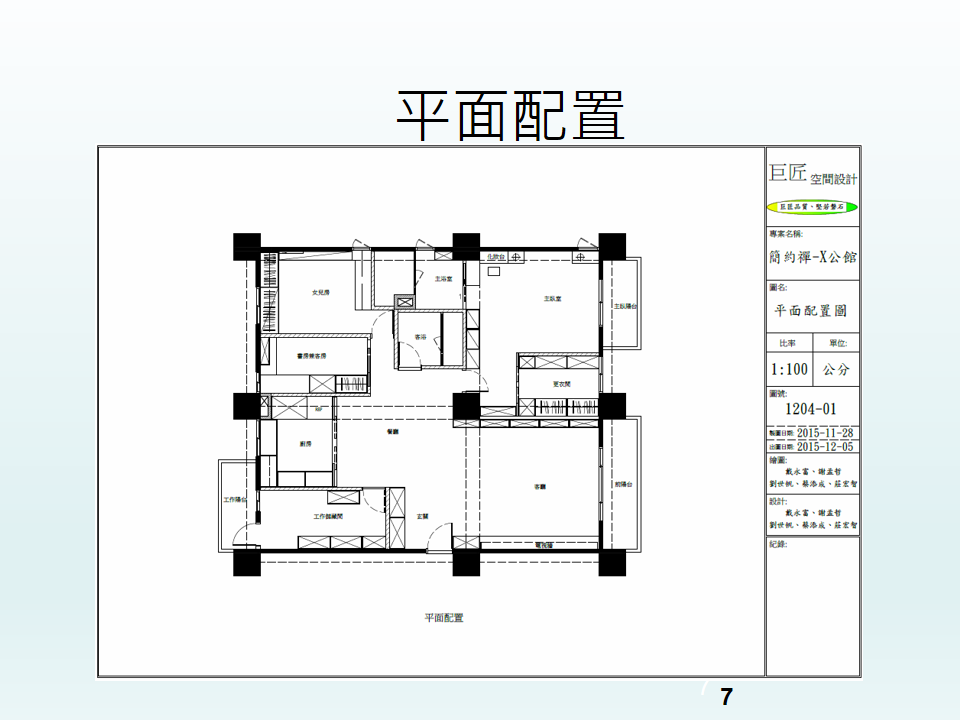 平面配置
巨匠 空間設計
巨匠品質、堅若磐石
專案名稱:
簡約禪-X公館
圖名:
平面配置圖
比率 單位:
1:100 公分
圖號:
1204-01
製圖日期: 2015-11-28
出圖日期: 2015-12-05
繪圖:
戴永富、謝孟哲
劉世帆、蔡添成、莊宏智
設計:
戴永富、謝孟哲
劉世帆、蔡添成、莊宏智
記錄:
化妝台
主浴室
女兒房
主臥室
主臥陽台
客浴
書房兼客房
更衣間
REF
餐廳
廚房
客廳
前陽台
工作陽台
工作儲藏間
玄關
電視牆
平面配置
7